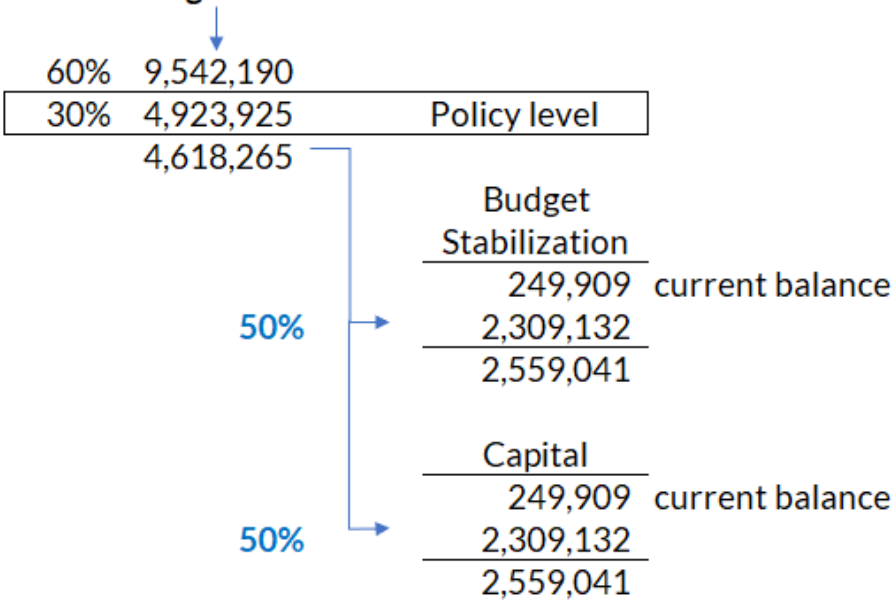 60% 9,542,190
30% 4,923,925 Policy level
4,618,265
Budget
Stabilization
249,909 current balance
50% 2,309,132
2,559,041
Capital
249,909 current balance
50% 2,309,132
2,559,041